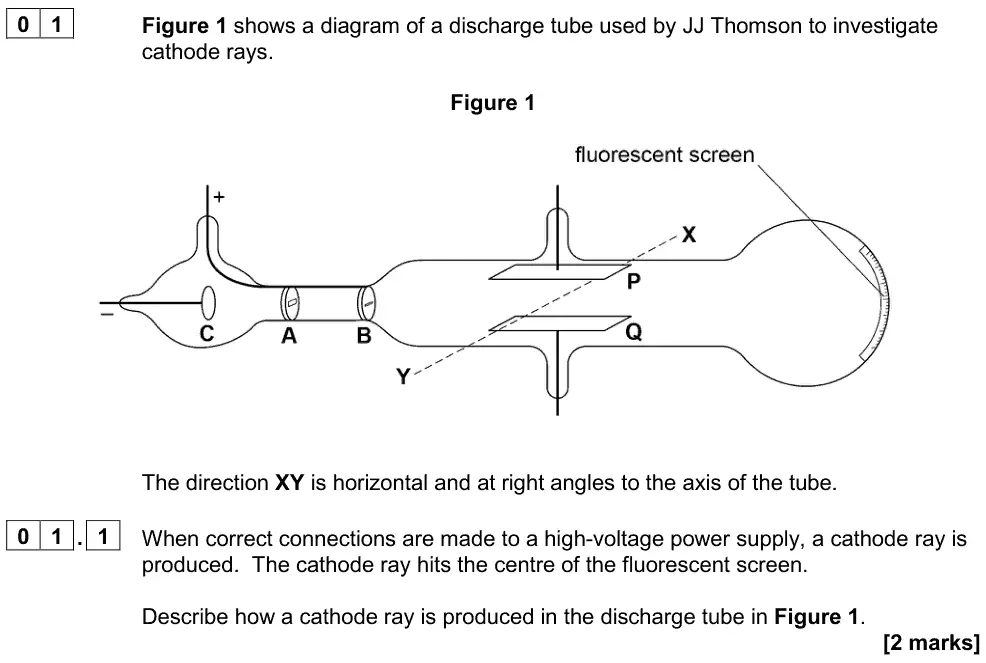 0 1 Figure 1 shows a diagram of a discharge tube used by JJ Thomson to investigate
cathode rays.
Figure 1
fluorescent screen
+
X
P
–
C
A
B
Q
Y
The direction XY is horizontal and at right angles to the axis of the tube.
0 1 . 1 When correct connections are made to a high-voltage power supply, a cathode ray is
produced. The cathode ray hits the centre of the fluorescent screen.
Describe how a cathode ray is produced in the discharge tube in Figure 1.
[2 marks]